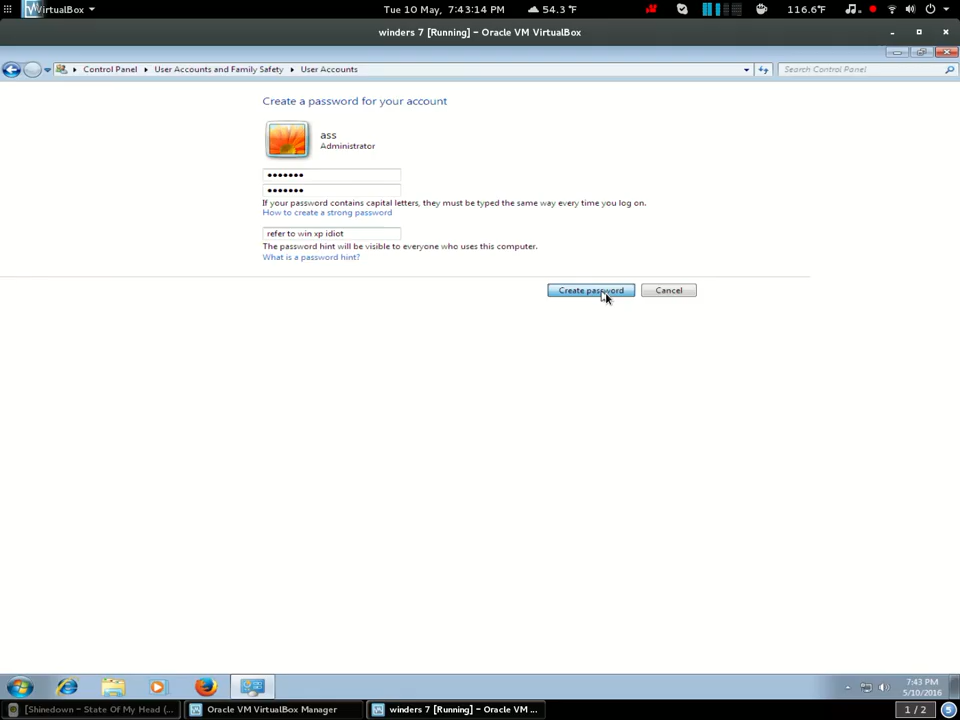 VirtualBox
Tue 10 May, 7:43:14 PM
54.3 °F
116.6°F
winders 7 [Running] – Oracle VM VirtualBox
Control Panel
User Accounts and Family Safety
User Accounts
Search Control Panel
Create a password for your account
ass
Administrator
•••••••
•••••••
If your password contains capital letters, they must be typed the same way every time you log on.
How to create a strong password
refer to win xp idiot
The password hint will be visible to everyone who uses this computer.
What is a password hint?
Create password
Cancel
7:43 PM
5/10/2016
[Shinedown – State Of My Head (...
Oracle VM VirtualBox Manager
winders 7 [Running] – Oracle VM ...
1 / 2
5